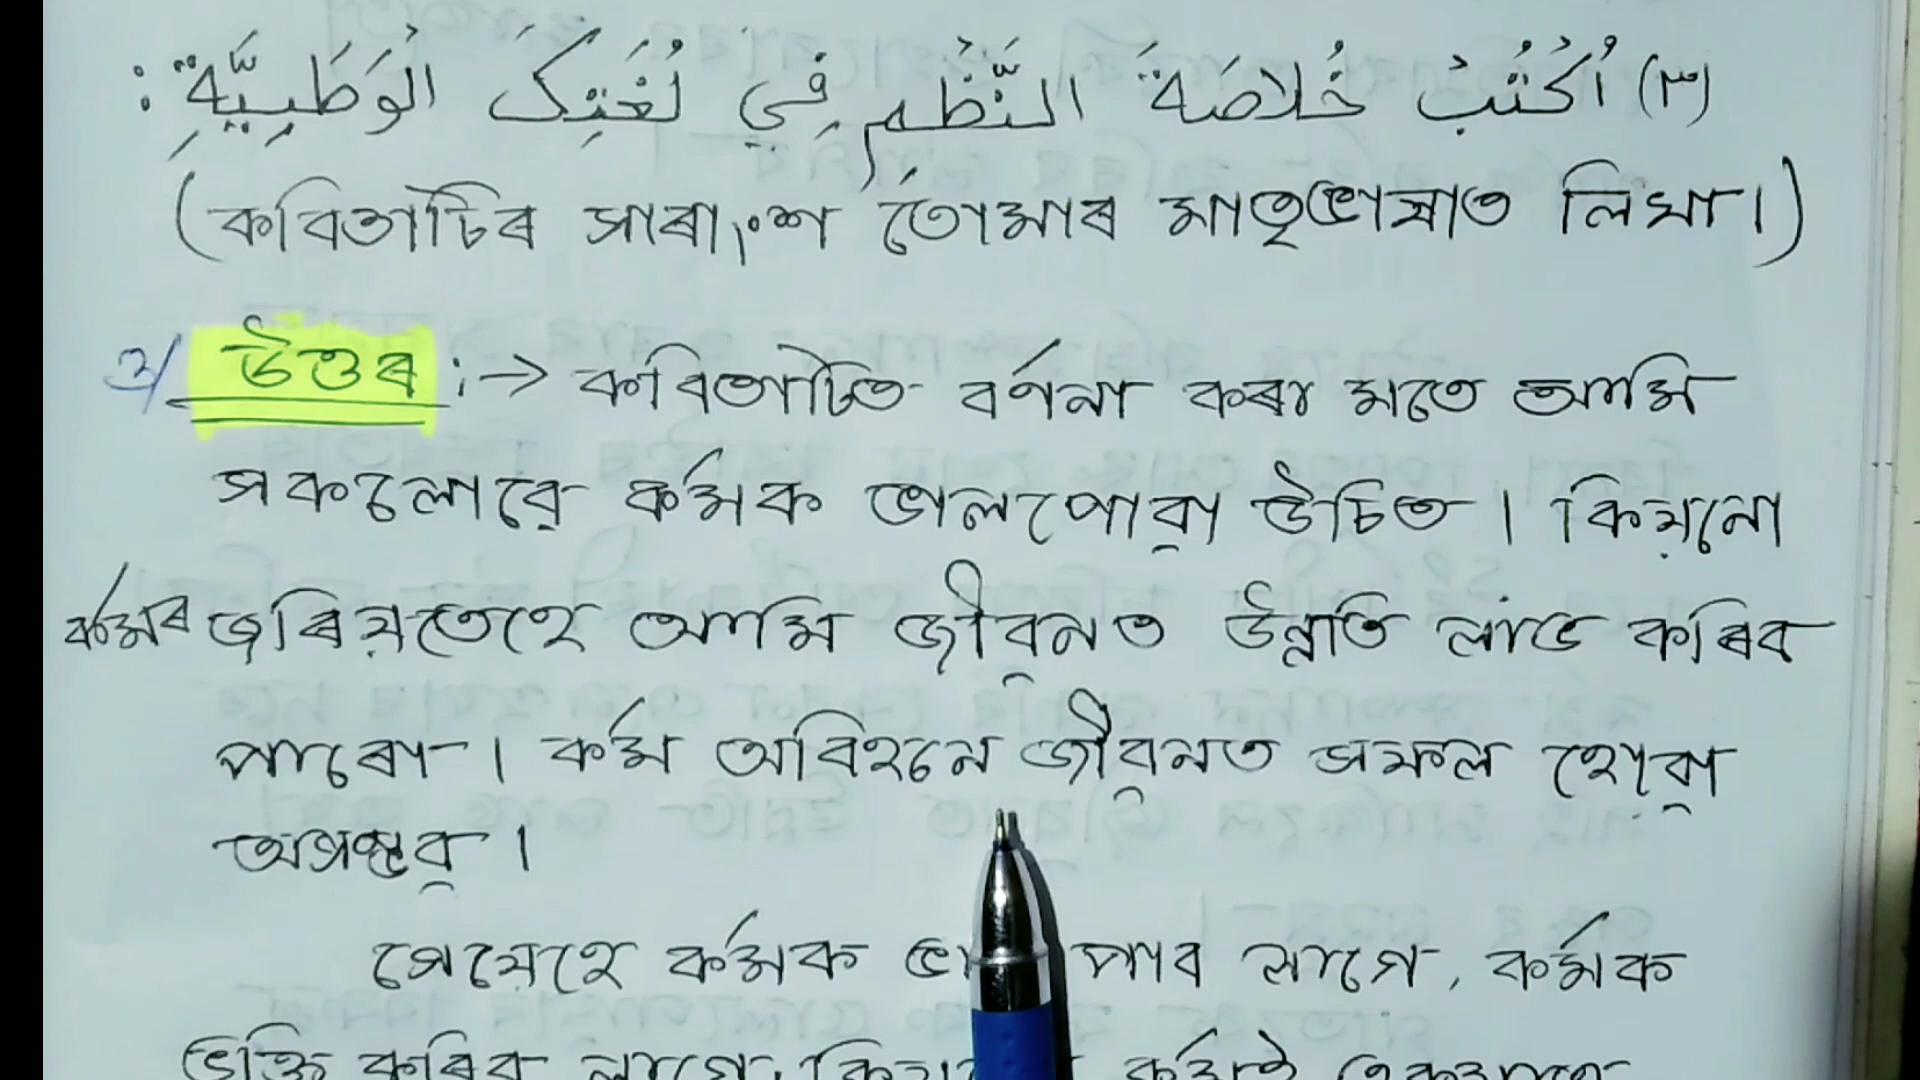 (٣) اُكْتُبْ خُلَاصَةَ النَّظْمِ فِي لُغَتِكَ الْوَطَنِيَّةِ :
(কবিতাটিৰ সাৰাংশ তোমাৰ মাতৃভাষাত লিখা।)
৩/ উত্তৰ :→ কবিতাটিত বৰ্ণনা কৰা মতে আমি
সকলোৱে কৰ্মক ভালপোৱা উচিত। কিয়নো
কৰ্মৰ জৰিয়তেহে আমি জীৱনত উন্নতি লাভ কৰিব
পাৰো। কৰ্ম অবিহনে জীৱনত সফল হোৱা
অসম্ভৱ।
সেয়েহে কৰ্মক পাব লাগে, কৰ্মক
ভক্তি কৰিব লাগে,